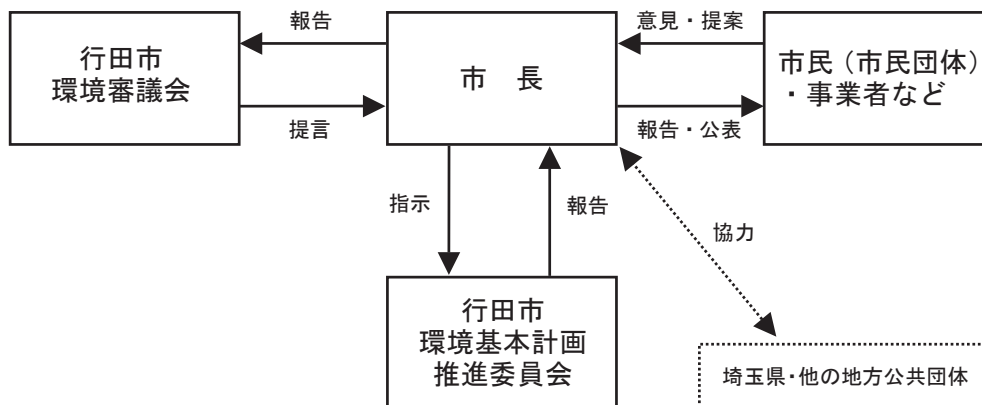 報告
意見・提案
行田市
環境審議会
市　長
市民（市民団体）
・事業者など
提言
報告・公表
指示
報告
協力
行田市
環境基本計画
推進委員会
埼玉県・他の地方公共団体